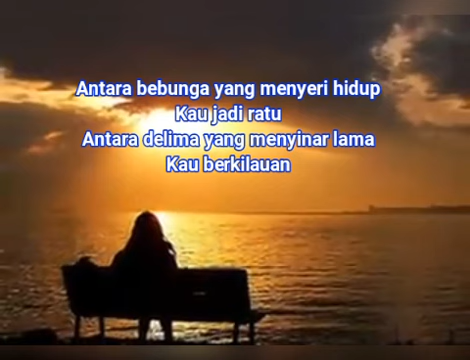 Antara bebunga yang menyeri hidup
Kau jadi ratu
Antara delima yang menyinar lama
Kau berkilauan